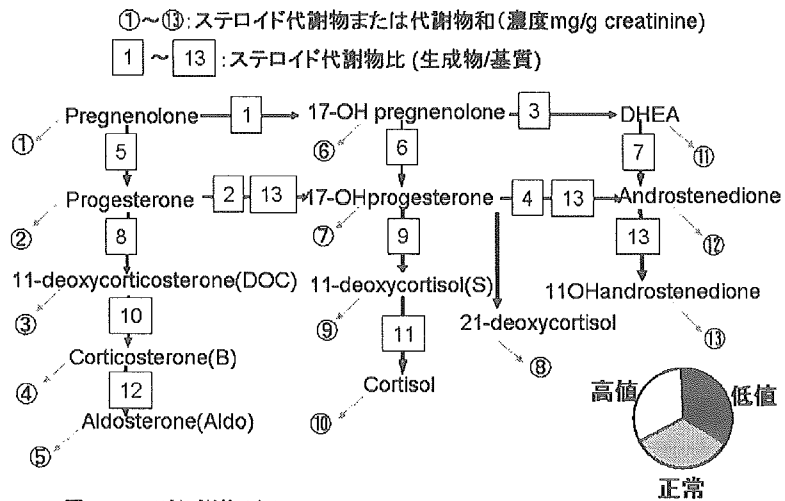 ①～⑬:ステロイド代謝物または代謝物和(濃度mg/g creatinine)
1 ～ 13 :ステロイド代謝物比 (生成物/基質)
Pregnenolone 1 17-OH pregnenolone 3 DHEA
① 5 ⑥ 6 7 ⑪
Progesterone 2 13 17-OHprogesterone 4 13 Androstenedione
② 8 ⑦ 9 13 ⑫
11-deoxycorticosterone(DOC) 11-deoxycortisol(S) 11OHandrostenedione
③ 10 ⑨ 11 21-deoxycortisol ⑬
Corticosterone(B) ⑧
④ 12 Cortisol
Aldosterone(Aldo) ⑩
⑤
高値 低値
正常